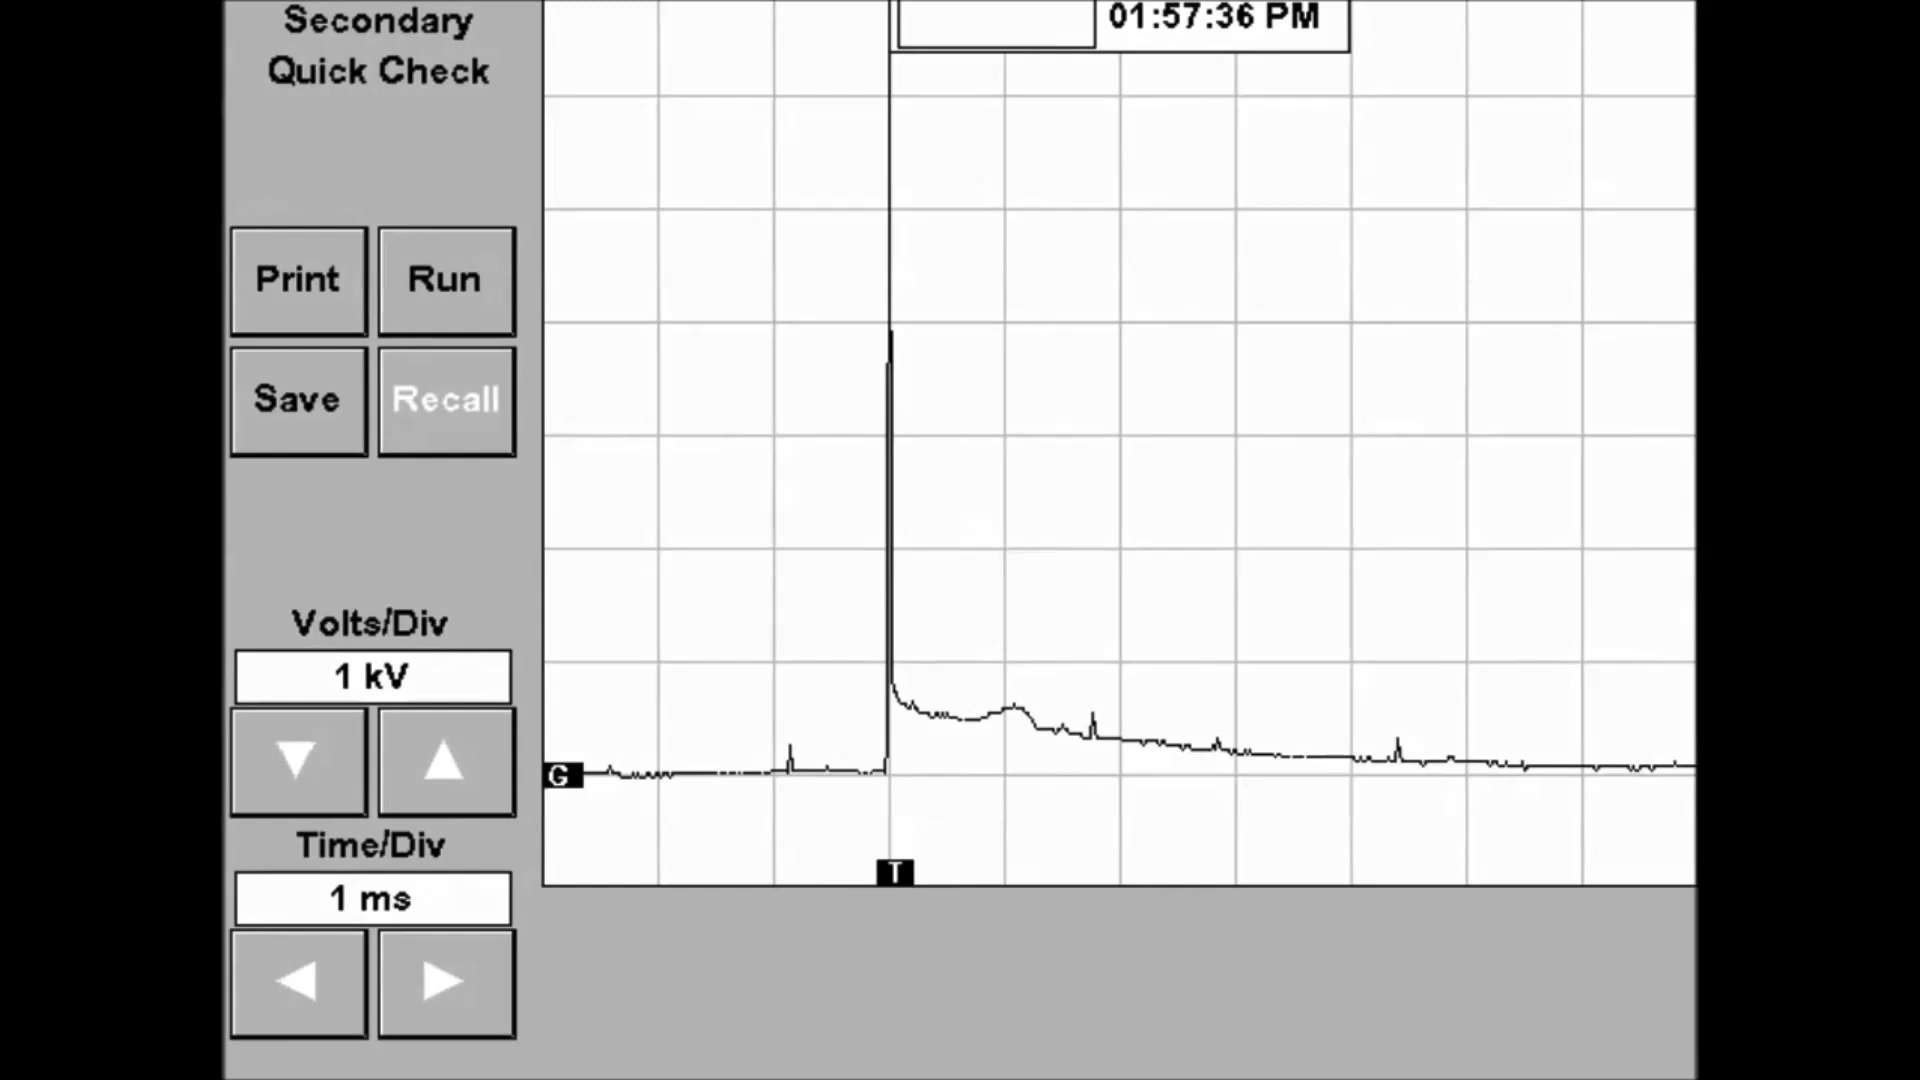 Secondary
Quick Check
01:57:36 PM
Print
Run
Save
Recall
Volts/Div
1 kV
Time/Div
1 ms
G
T